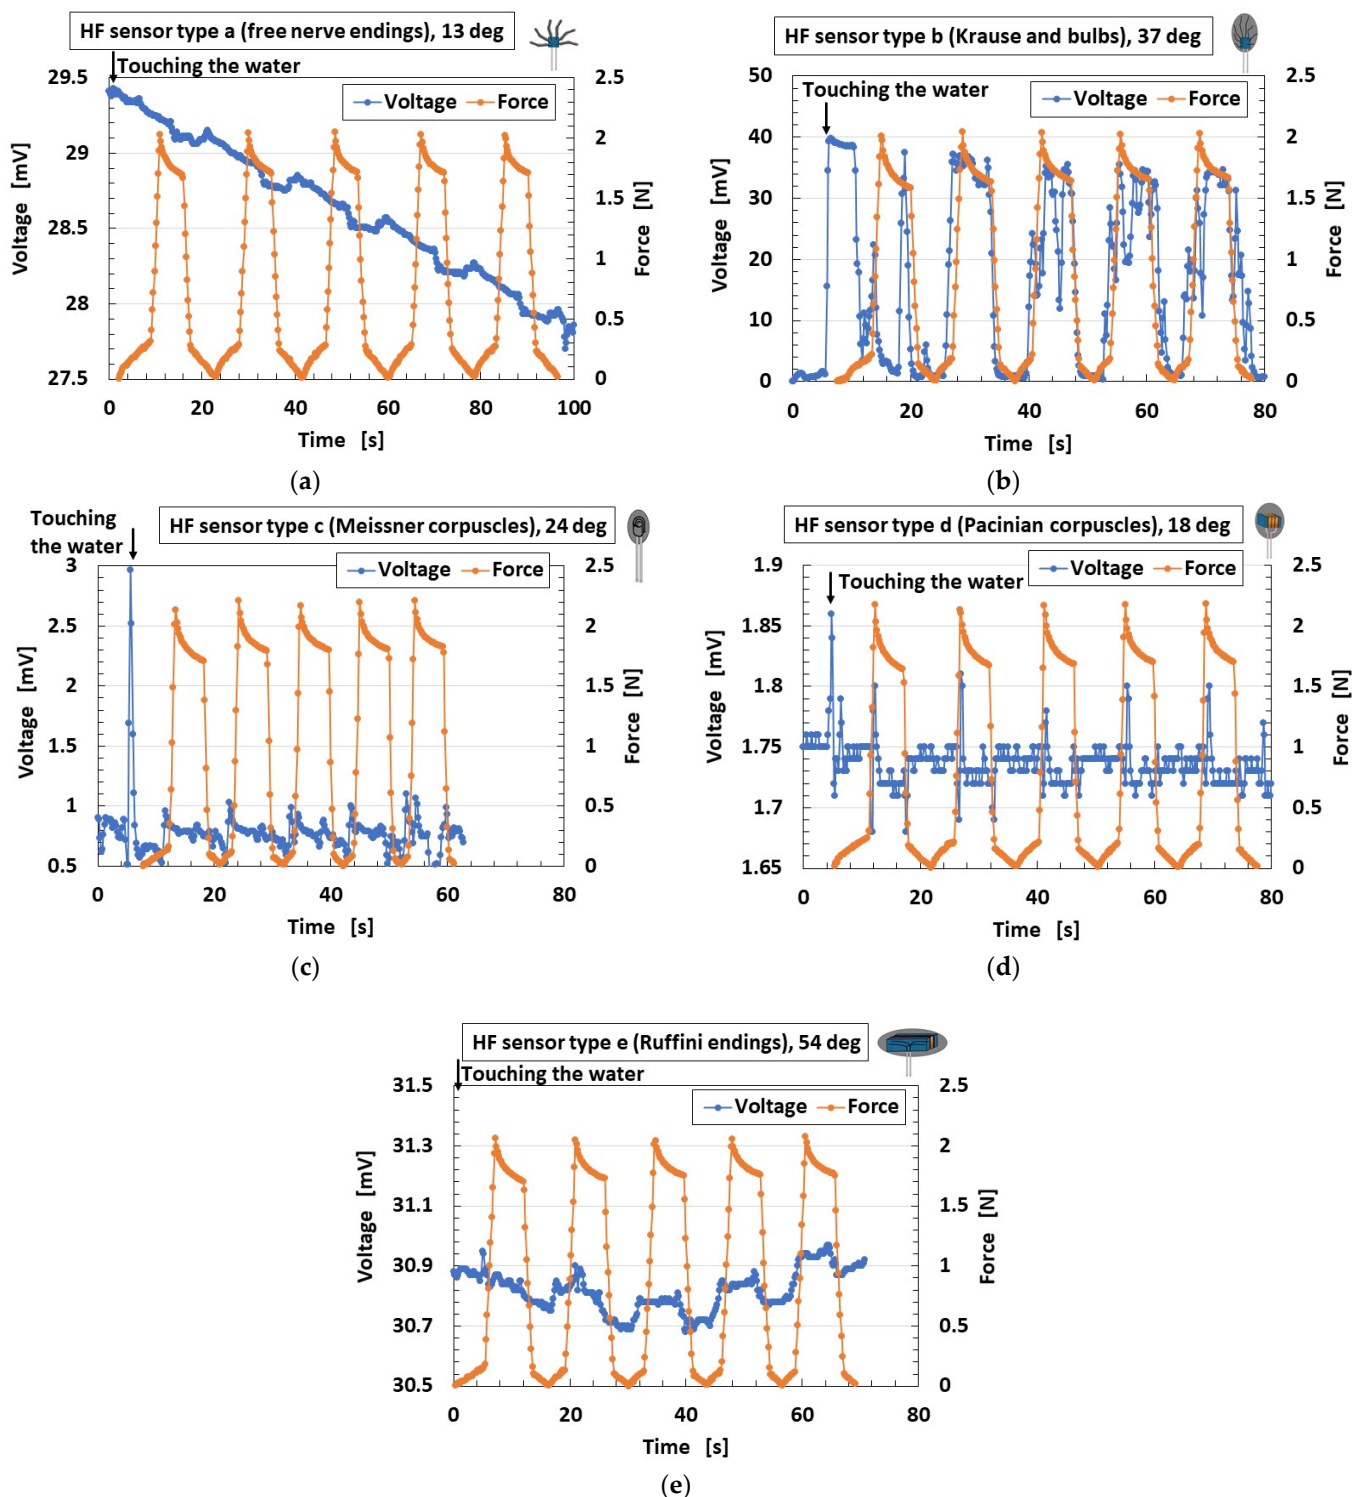 HF sensor type a (free nerve endings), 13 deg
Touching the water
Voltage Force
29.5
29
28.5
28
27.5
2.5
2
1.5
1
0.5
0
Voltage [mV]
Force [N]
0 20 40 60 80 100
Time [s]
(a)
HF sensor type b (Krause and bulbs), 37 deg
Touching the water
Voltage Force
50
40
30
20
10
0
2.5
2
1.5
1
0.5
0
Voltage [mV]
Force [N]
0 20 40 60 80
Time [s]
(b)
HF sensor type c (Meissner corpuscles), 24 deg
Touching
the water
Voltage Force
3
2.5
2
1.5
1
0.5
2.5
2
1.5
1
0.5
0
Voltage [mV]
Force [N]
0 20 40 60 80
Time [s]
(c)
HF sensor type d (Pacinian corpuscles), 18 deg
Voltage Force
Touching the water
1.9
1.85
1.8
1.75
1.7
1.65
2.5
2
1.5
1
0.5
0
Voltage [mV]
Force [N]
0 20 40 60 80
Time [s]
(d)
HF sensor type e (Ruffini endings), 54 deg
Touching the water
Voltage Force
31.5
31.3
31.1
30.9
30.7
30.5
2.5
2
1.5
1
0.5
0
Voltage [mV]
Force [N]
0 20 40 60 80
Time [s]
(e)